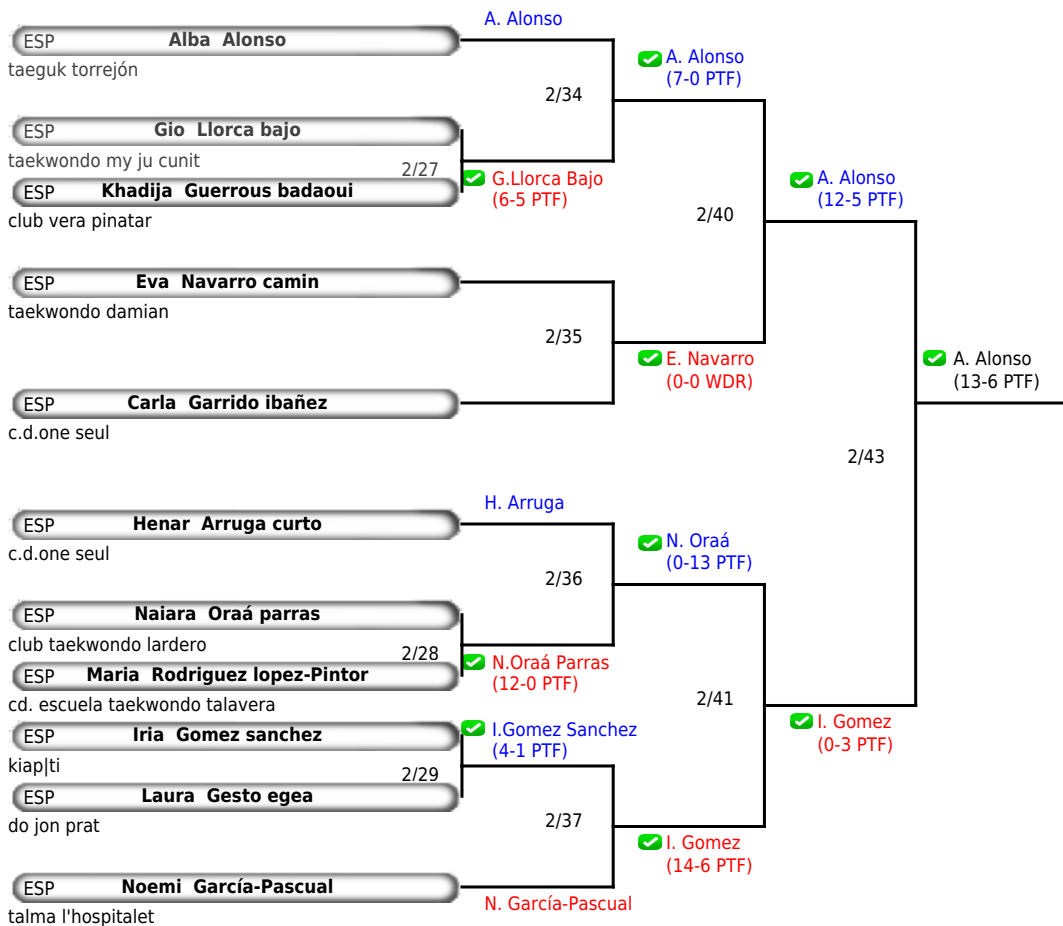 A. Alonso
ESP Alba Alonso
taeguk torrejón
A. Alonso
(7-0 PTF)
2/34
ESP Gio Llorca bajo
taekwondo my ju cunit
2/27
ESP Khadija Guerrous badaoui
club vera pinatar
G.Llorca Bajo
(6-5 PTF)
A. Alonso
(12-5 PTF)
2/40
ESP Eva Navarro camin
taekwondo damian
2/35
E. Navarro
(0-0 WDR)
A. Alonso
(13-6 PTF)
ESP Carla Garrido ibañez
c.d.one seul
2/43
H. Arruga
ESP Henar Arruga curto
c.d.one seul
N. Oraá
(0-13 PTF)
2/36
ESP Naiara Oraá parras
club taekwondo lardero
2/28
ESP Maria Rodriguez lopez-Pintor
cd. escuela taekwondo talavera
N.Oraá Parras
(12-0 PTF)
2/41
I.Gomez Sanchez
(4-1 PTF)
I. Gomez
(0-3 PTF)
ESP Iria Gomez sanchez
kiap|ti
2/29
ESP Laura Gesto egea
do jon prat
2/37
I. Gomez
(14-6 PTF)
ESP Noemi García-Pascual
talma l'hospitalet
N. García-Pascual